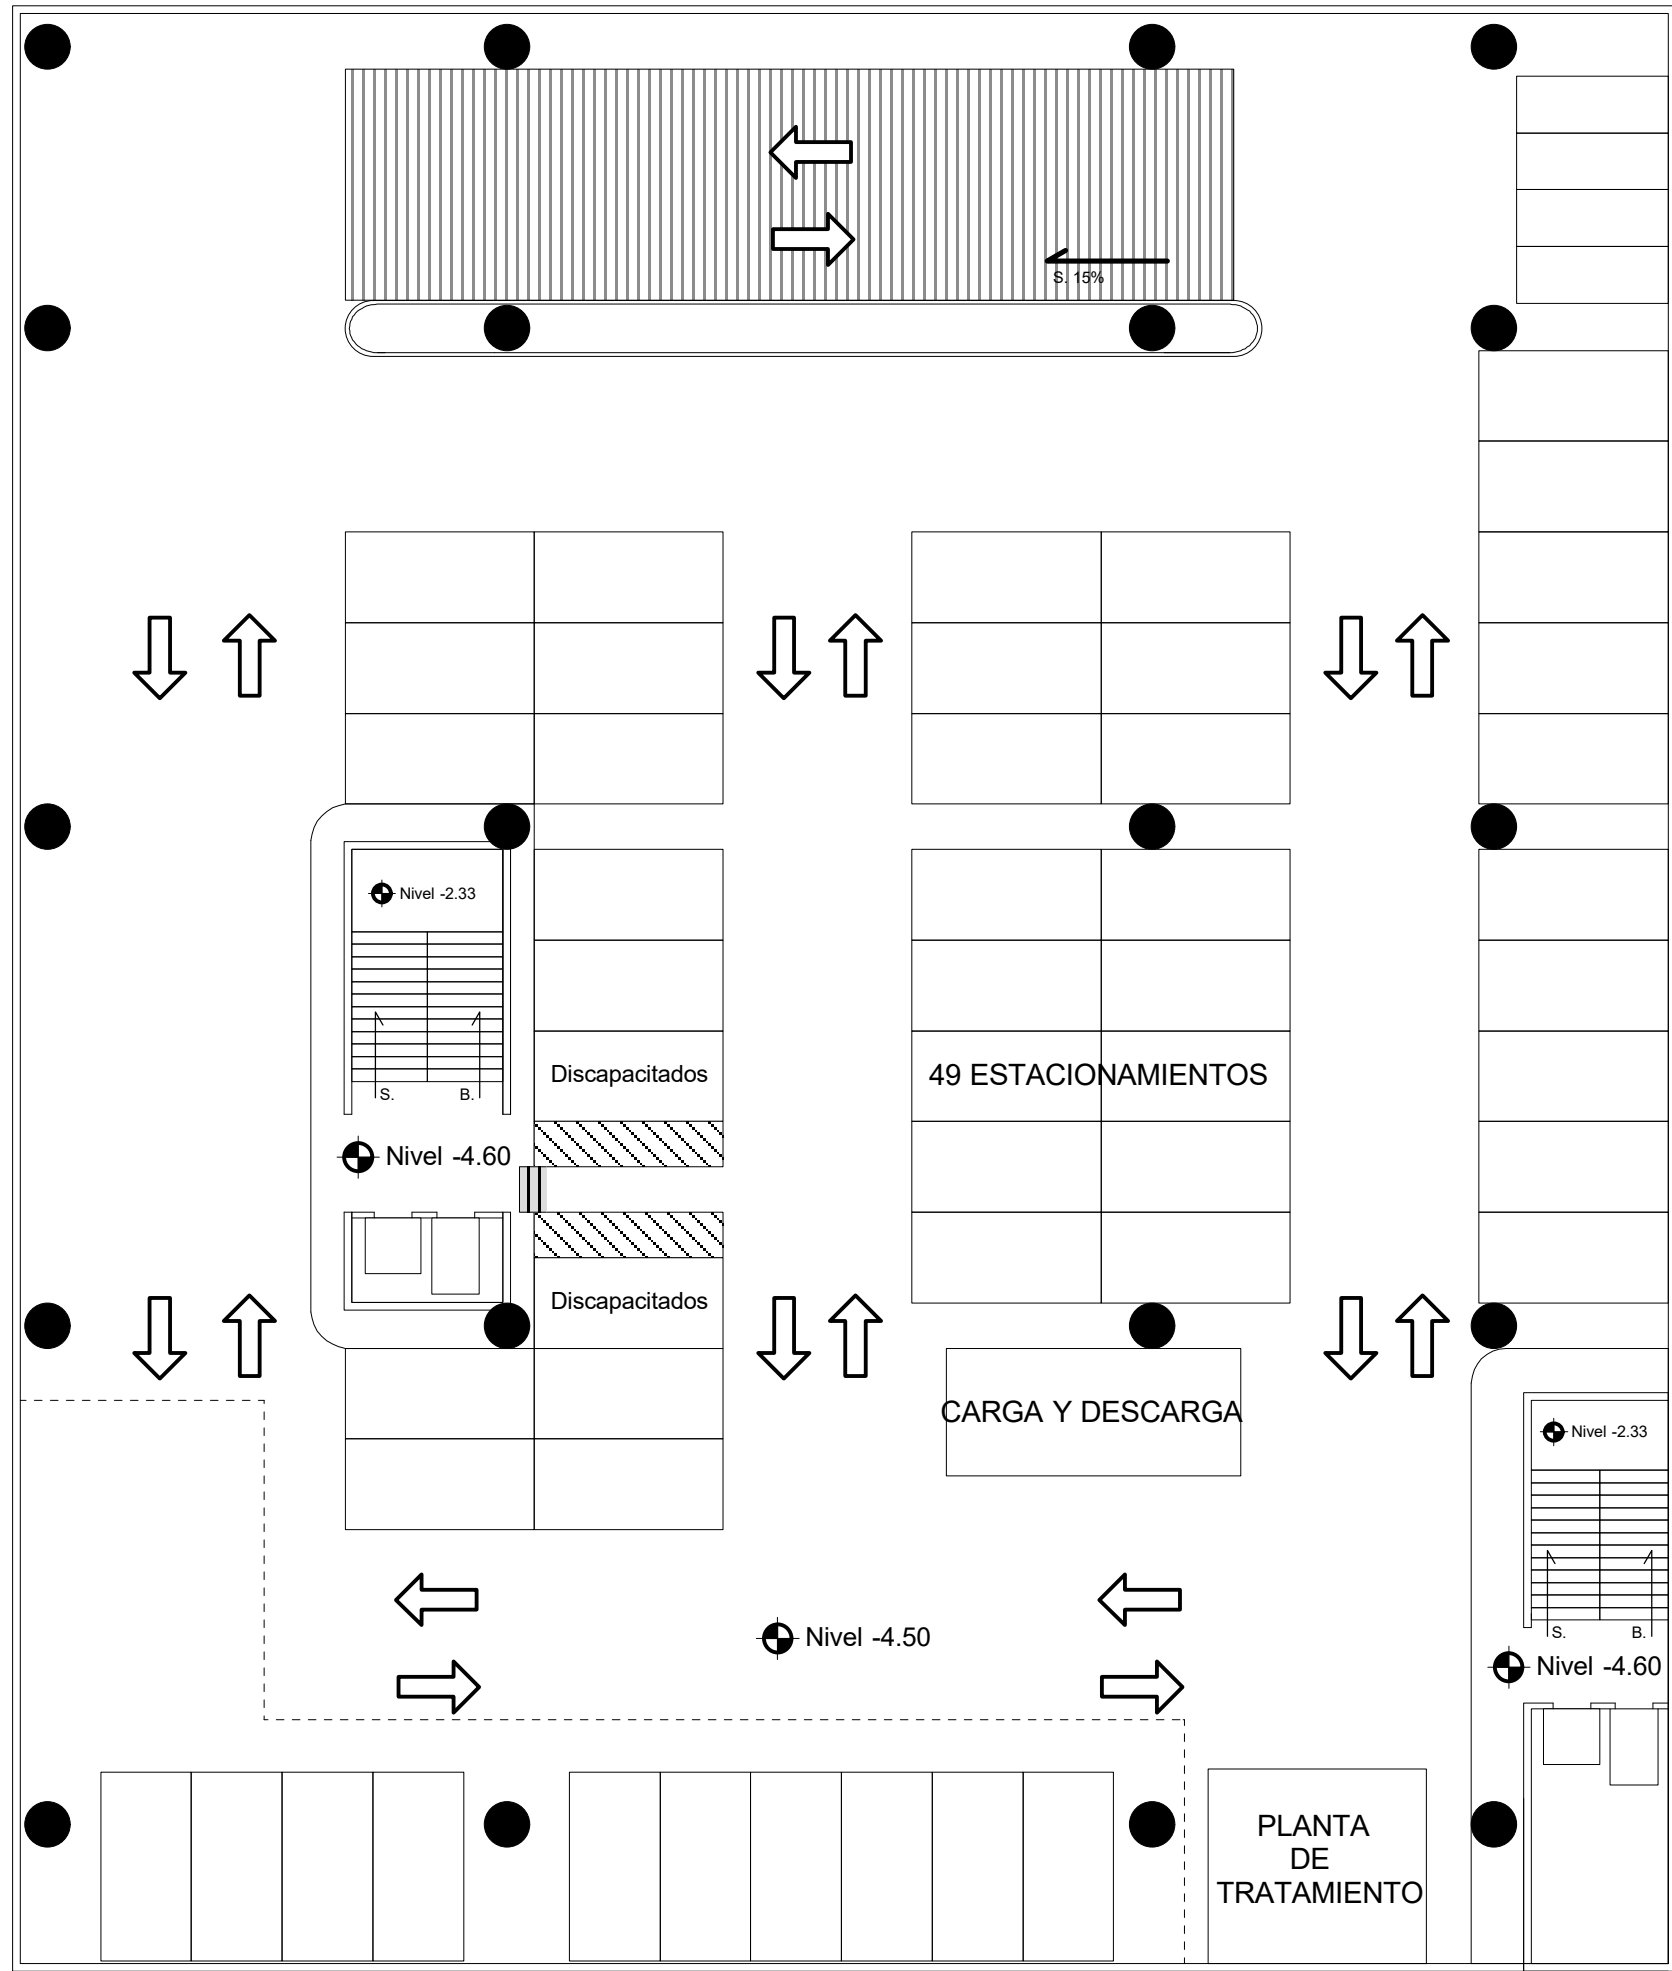 S. 15%
Nivel -2.33
S.
B.
Nivel -4.60
Discapacitados
49 ESTACIONAMIENTOS
Discapacitados
CARGA Y DESCARGA
Nivel -2.33
S.
B.
Nivel -4.60
Nivel -4.50
PLANTA
DE
TRATAMIENTO